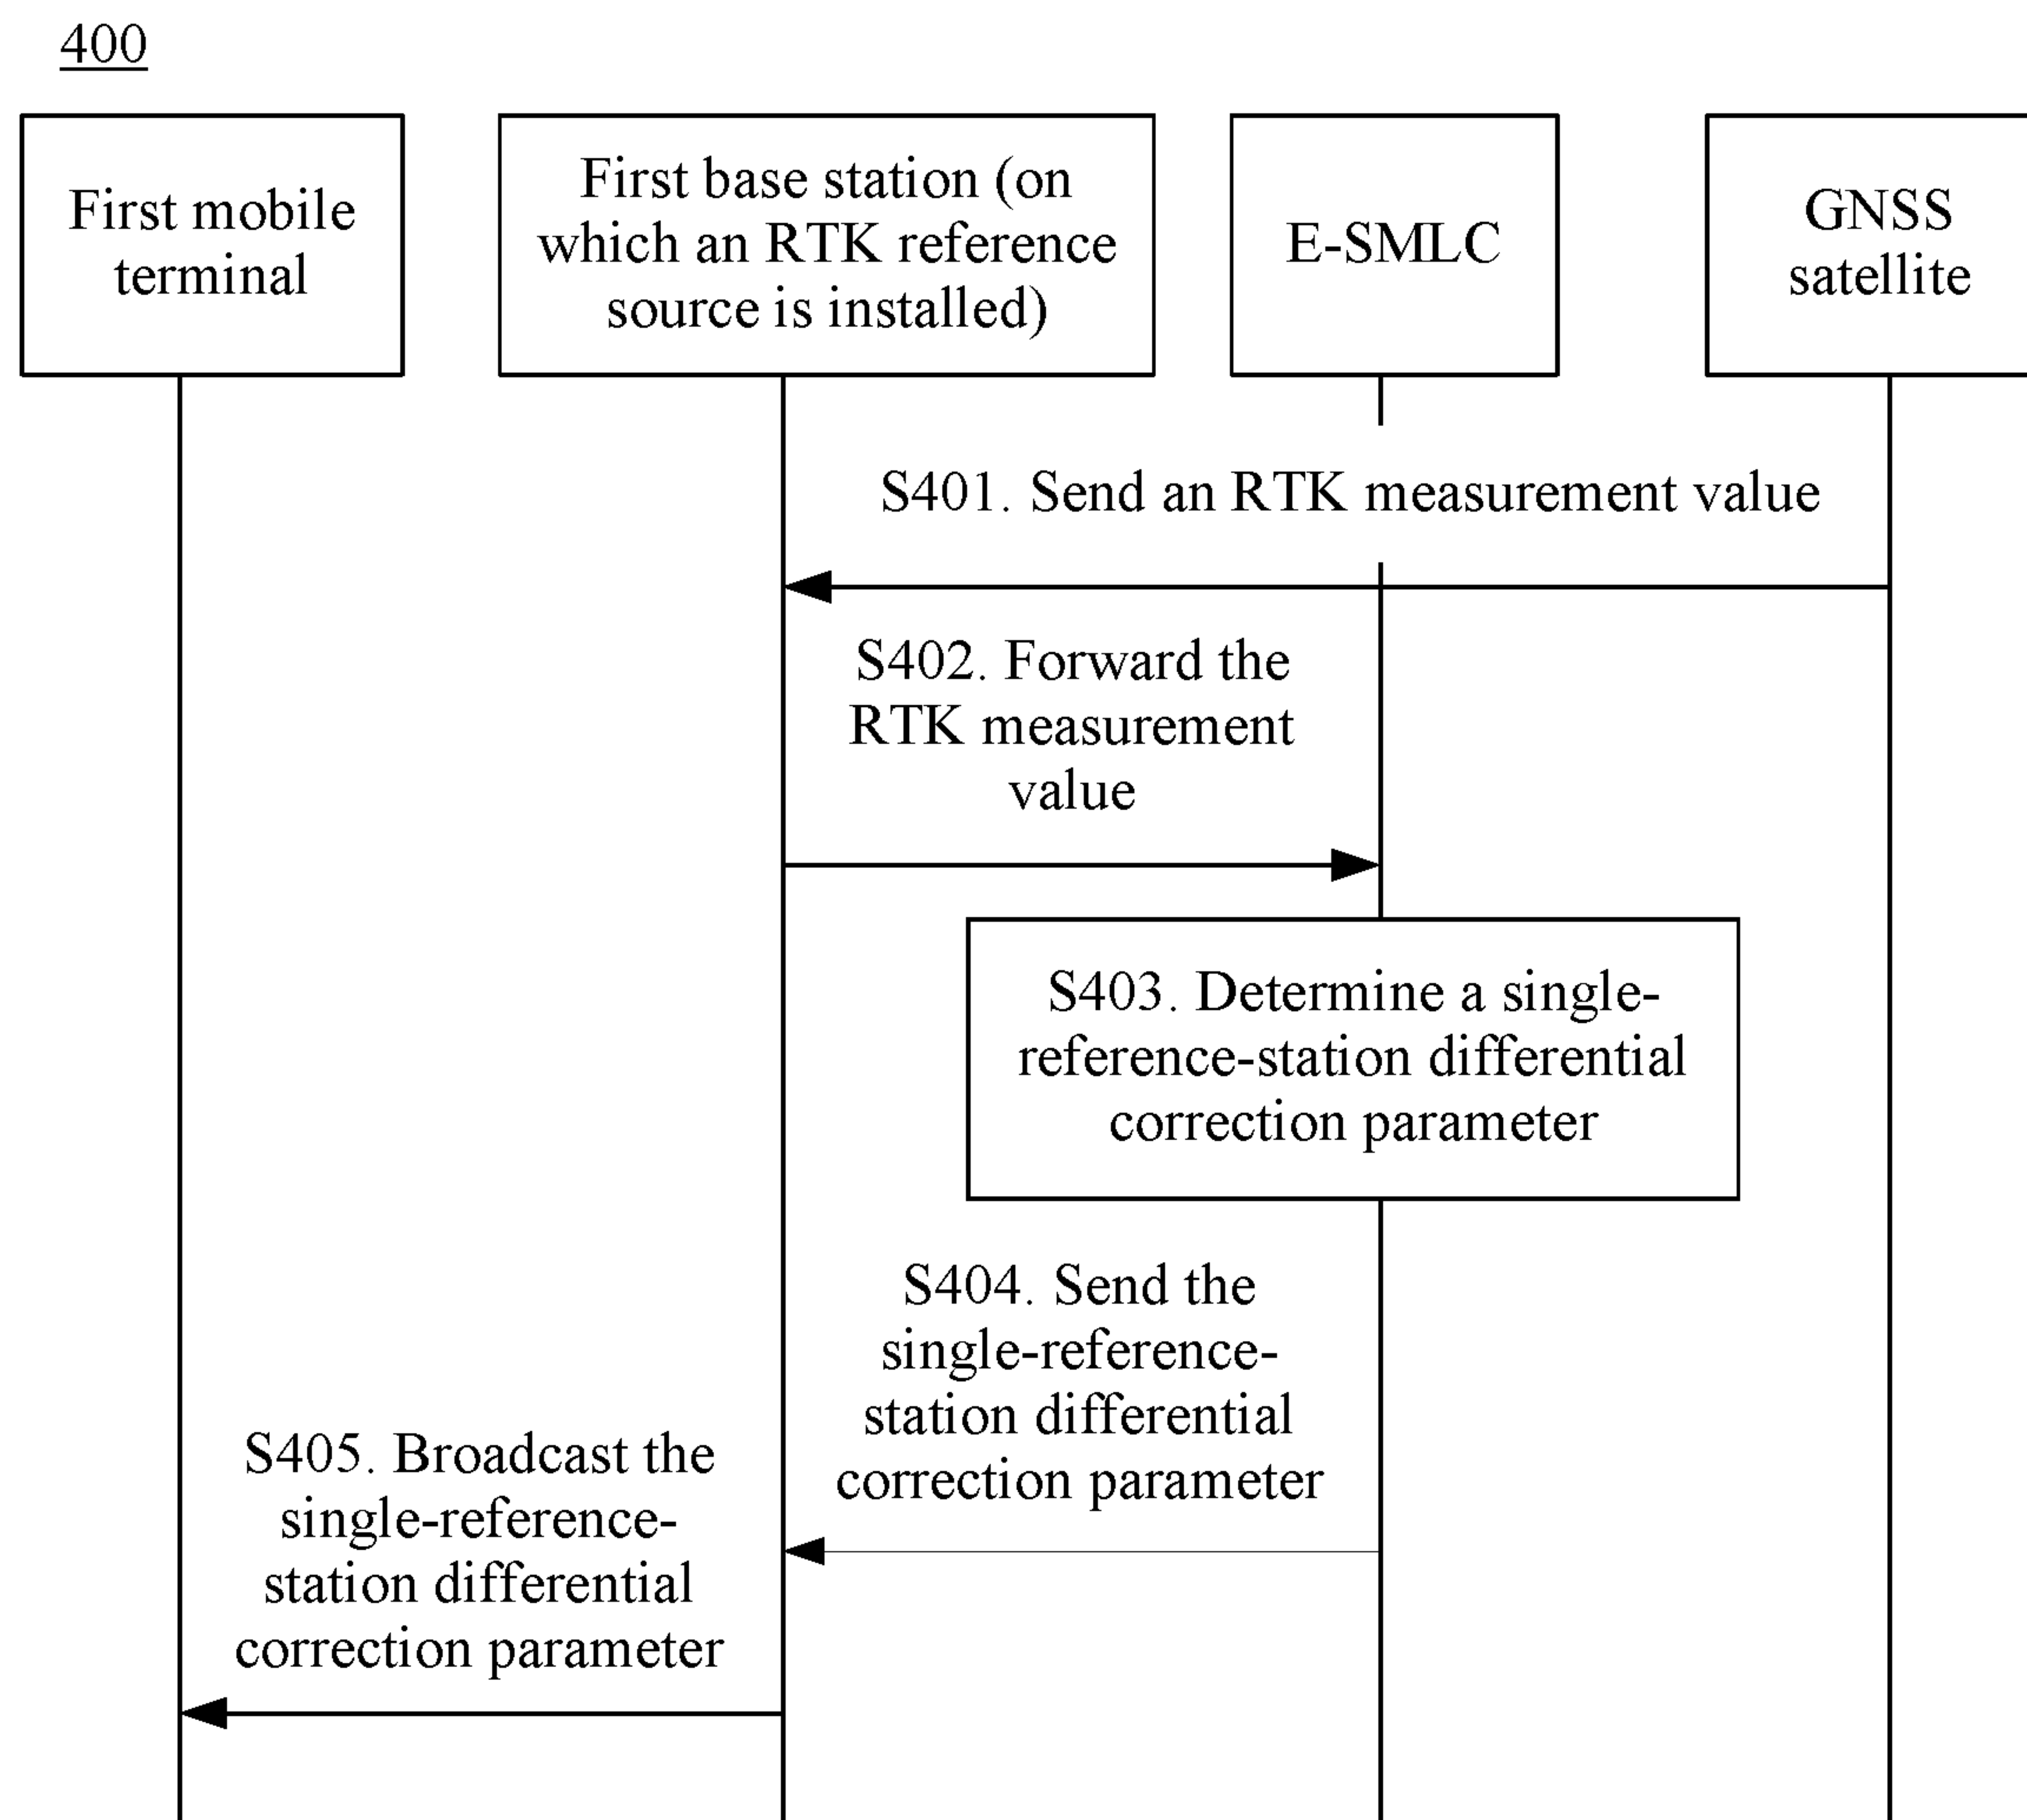 400
First mobile
terminal
First base station (on
which an RTK reference
source is installed)
E-SMLC
GNSS
satellite
S401. Send an RTK measurement value
S402. Forward the
RTK measurement
value
S403. Determine a single-
reference-station differential
correction parameter
S404. Send the
single-reference-
station differential
correction parameter
S405. Broadcast the
single-reference-
station differential
correction parameter